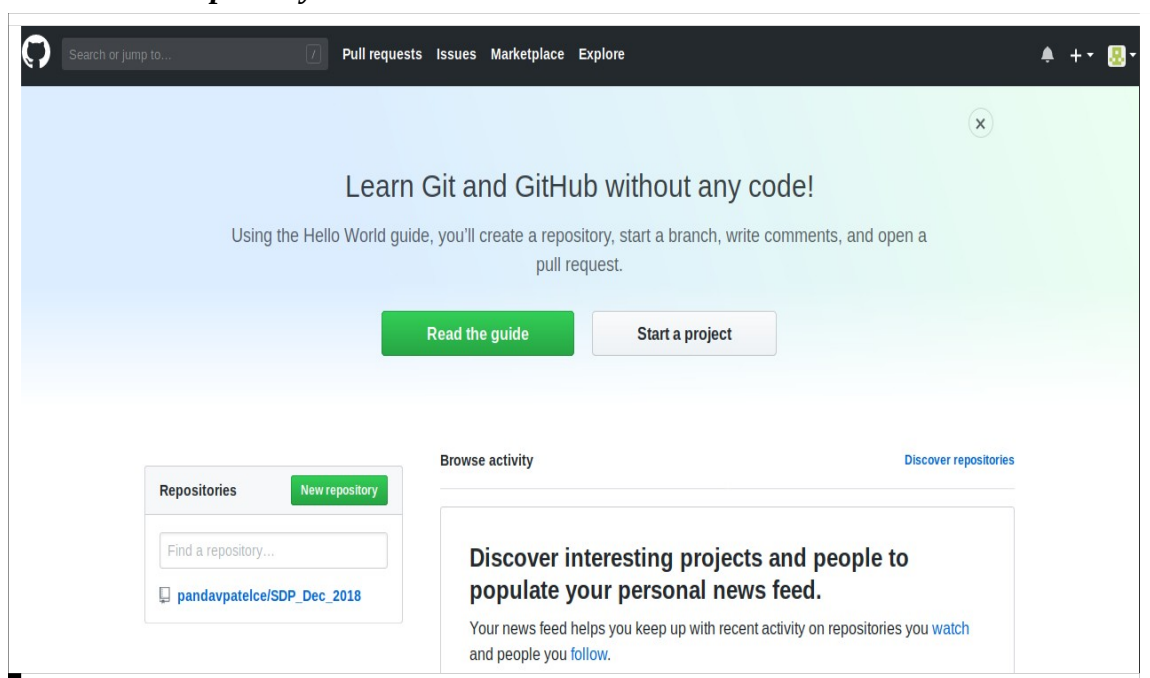 Search or jump to... /
Pull requests Issues Marketplace Explore
Learn Git and GitHub without any code!
Using the Hello World guide, you’ll create a repository, start a branch, write comments, and open a
pull request.
Read the guide
Start a project
Repositories
New repository
Find a repository…
pandavpatelce/SDP_Dec_2018
Browse activity
Discover repositories
Discover interesting projects and people to
populate your personal news feed.
Your news feed helps you keep up with recent activity on repositories you watch
and people you follow.